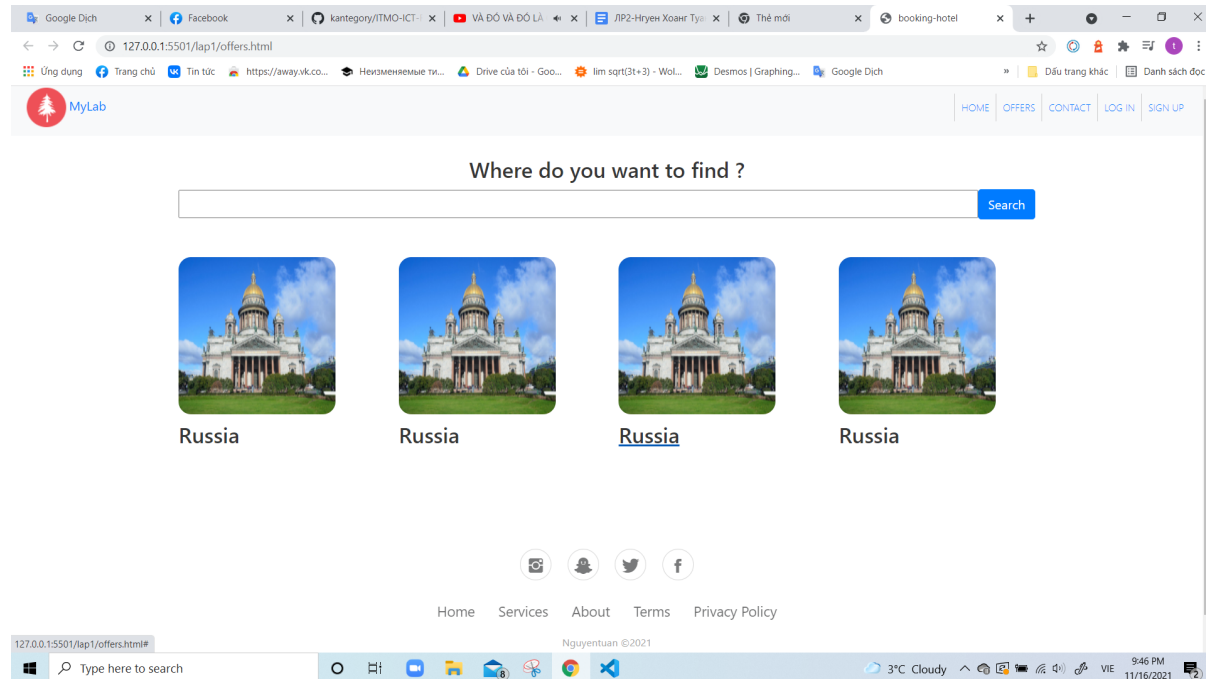 Google Dịch
Facebook
kantegory/ITMO-ICT-F
VÀ ĐÓ VÀ ĐÓ LÀ
ЛР2-Нгуен Хоанг Туа
Thẻ mới
booking-hotel
127.0.0.1:5501/lap1/offers.html
t
Ứng dụng
Trang chủ
Tin tức
https://away.vk.co...
Неизменяемые ти...
Drive của tôi - Goo...
lim sqrt(3t+3) - Wol...
Desmos | Graphing...
Google Dịch
»
Dấu trang khác
Danh sách đọc
MyLab
HOME
OFFERS
CONTACT
LOG IN
SIGN UP
Where do you want to find ?
Search
Russia
Russia
Russia
Russia
Home
Services
About
Terms
Privacy Policy
Nguyentuan ©2021
127.0.0.1:5501/lap1/offers.html#
Type here to search
8
3°C Cloudy
VIE
9:46 PM
11/16/2021
2